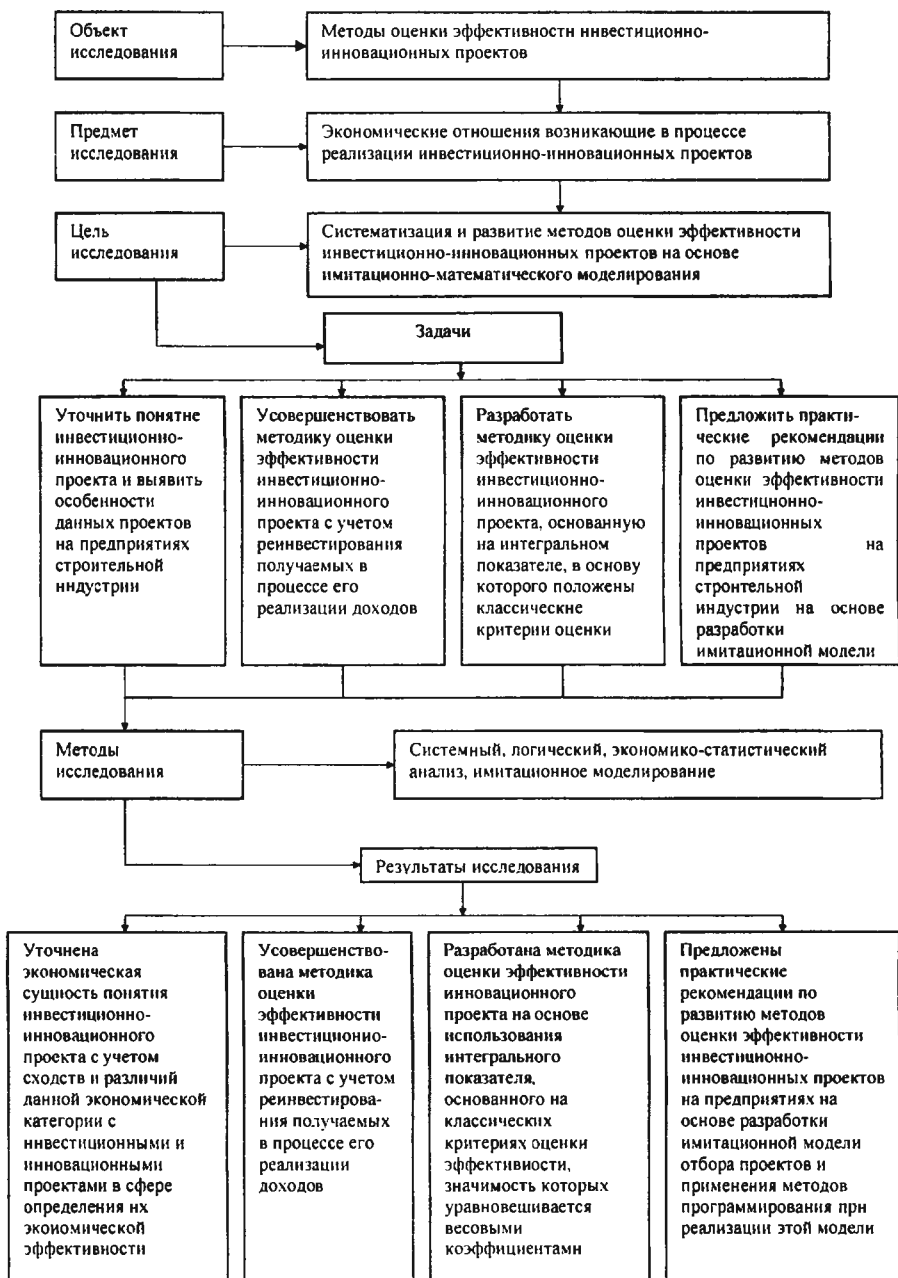 Объект
исследования
Методы оценки эффективности инвестиционно-
инновационных проектов
Предмет
исследования
Экономические отношения возникающие в процессе
реализации инвестиционно-инновационных проектов
Цель
исследования
Систематизация и развитие методов оценки эффективности
инвестиционно-инновационных проектов на основе
имитационно-математического моделирования
Задачи
Уточнить понятие
инвестиционно-
инновационного
проекта и выявить
особенности
данных проектов
на предприятиях
строительной
индустрии
Усовершенствовать
методику оценки
эффективности
инвестиционно-
инновационного
проекта с учетом
реинвестирования
получаемых в
процессе его
реализации доходов
Разработать
методику оценки
эффективности
инвестиционно-
инновационного
проекта, основанную
на интегральном
показателе, в основу
которого положены
классические
критерии оценки
Предложить практи-
ческие рекомендации
по развитию методов
оценки эффективности
инвестиционно-
инновационных
проектов на
предприятиях
строительной
индустрии на основе
разработки
имитационной модели
Методы
исследования
Системный, логический, экономико-статистический
анализ, имитационное моделирование
Результаты исследования
Уточнена
экономическая
сущность понятия
инвестиционно-
инновационного
проекта с учетом
сходств и различий
данной экономической
категории с
инвестиционными и
инновационными
проектами в сфере
определения их
экономической
эффективности
Усовершенство-
вана методика
оценки
эффективности
инвестиционно-
инновационного
проекта с учетом
реинвестирова-
ния получаемых
в процессе его
реализации
доходов
Разработана методика
оценки эффективности
инновационного
проекта на основе
использования
интегрального
показателя,
основанного на
классических
критериях оценки
эффективности,
значимость которых
уравновешивается
весовыми
коэффициентами
Предложены
практические
рекомендации по
развитию методов
оценки эффективности
инвестиционно-
инновационных проектов
на предприятиях на
основе разработки
имитационной модели
отбора проектов и
применения методов
программирования при
реализации этой модели